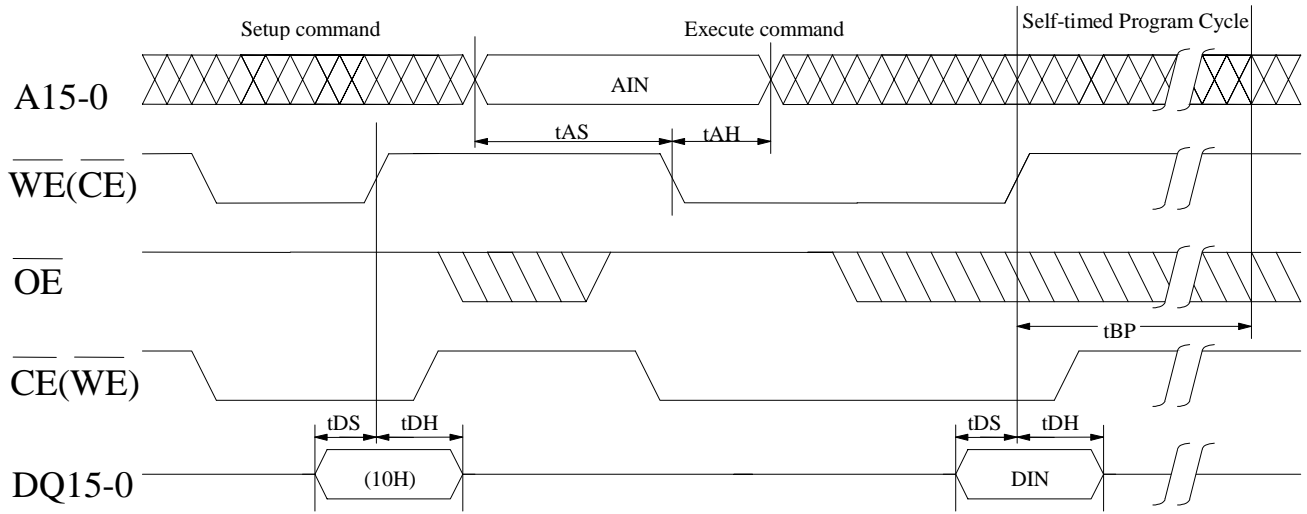 Setup command
Execute command
Self-timed Program Cycle
A15-0
AIN
tAS
tAH
WE(CE)
OE
tBP
CE(WE)
tDS
tDH
tDS
tDH
DQ15-0
(10H)
DIN